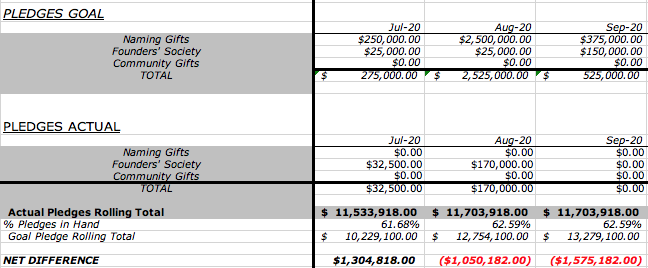 PLEDGES GOAL
Jul-20 Aug-20 Sep-20
Naming Gifts $250,000.00 $2,500,000.00 $375,000.00
Founders' Society $25,000.00 $25,000.00 $150,000.00
Community Gifts $0.00 $0.00 $0.00
TOTAL $ 275,000.00 $ 2,525,000.00 $ 525,000.00
PLEDGES ACTUAL
Jul-20 Aug-20 Sep-20
Naming Gifts $0.00 $0.00 $0.00
Founders' Society $32,500.00 $170,000.00 $0.00
Community Gifts $0.00 $0.00 $0.00
TOTAL $32,500.00 $170,000.00 $0.00
Actual Pledges Rolling Total $ 11,533,918.00 $ 11,703,918.00 $ 11,703,918.00
% Pledges in Hand 61.68% 62.59% 62.59%
Goal Pledge Rolling Total $ 10,229,100.00 $ 12,754,100.00 $ 13,279,100.00
NET DIFFERENCE $1,304,818.00 ($1,050,182.00) ($1,575,182.00)